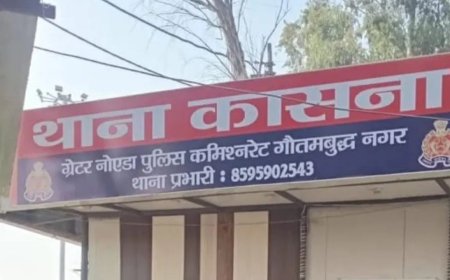 थाना कासना
ग्रेटर नोएडा पुलिस कमिश्नरेट गौतमबुद्ध नगर
थाना प्रभारी : 8595902543